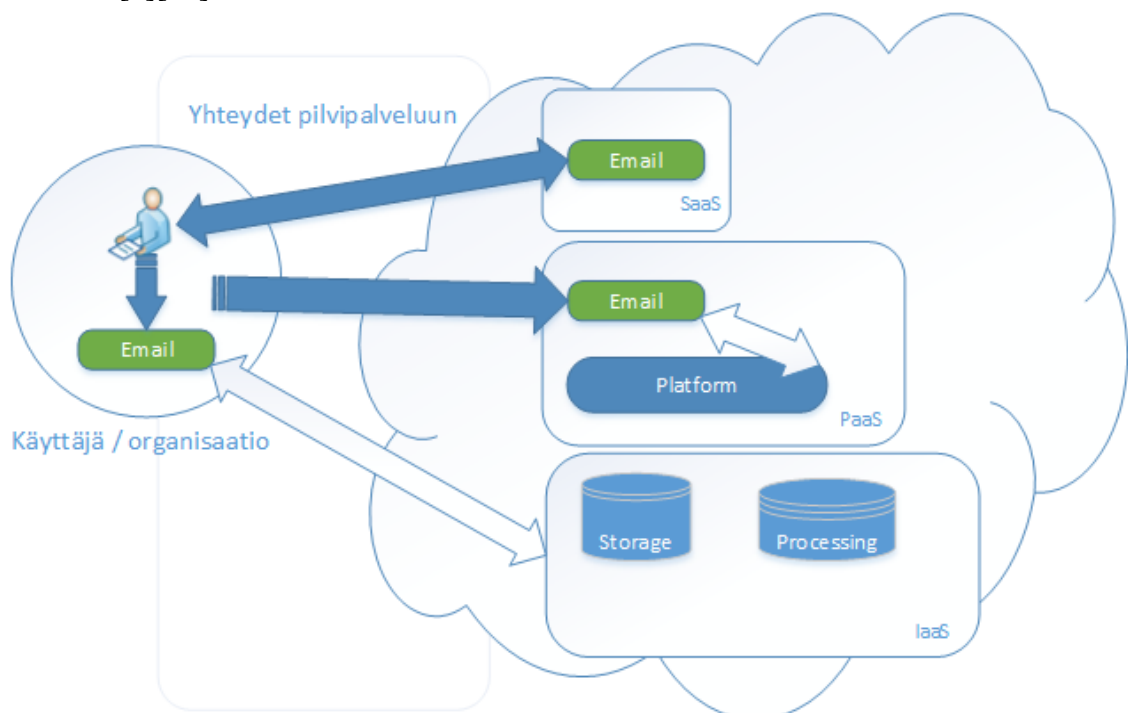 Yhteydet pilvipalveluun
Email
SaaS
Email
Email
Platform
PaaS
Käyttäjä / organisaatio
Storage
Processing
IaaS